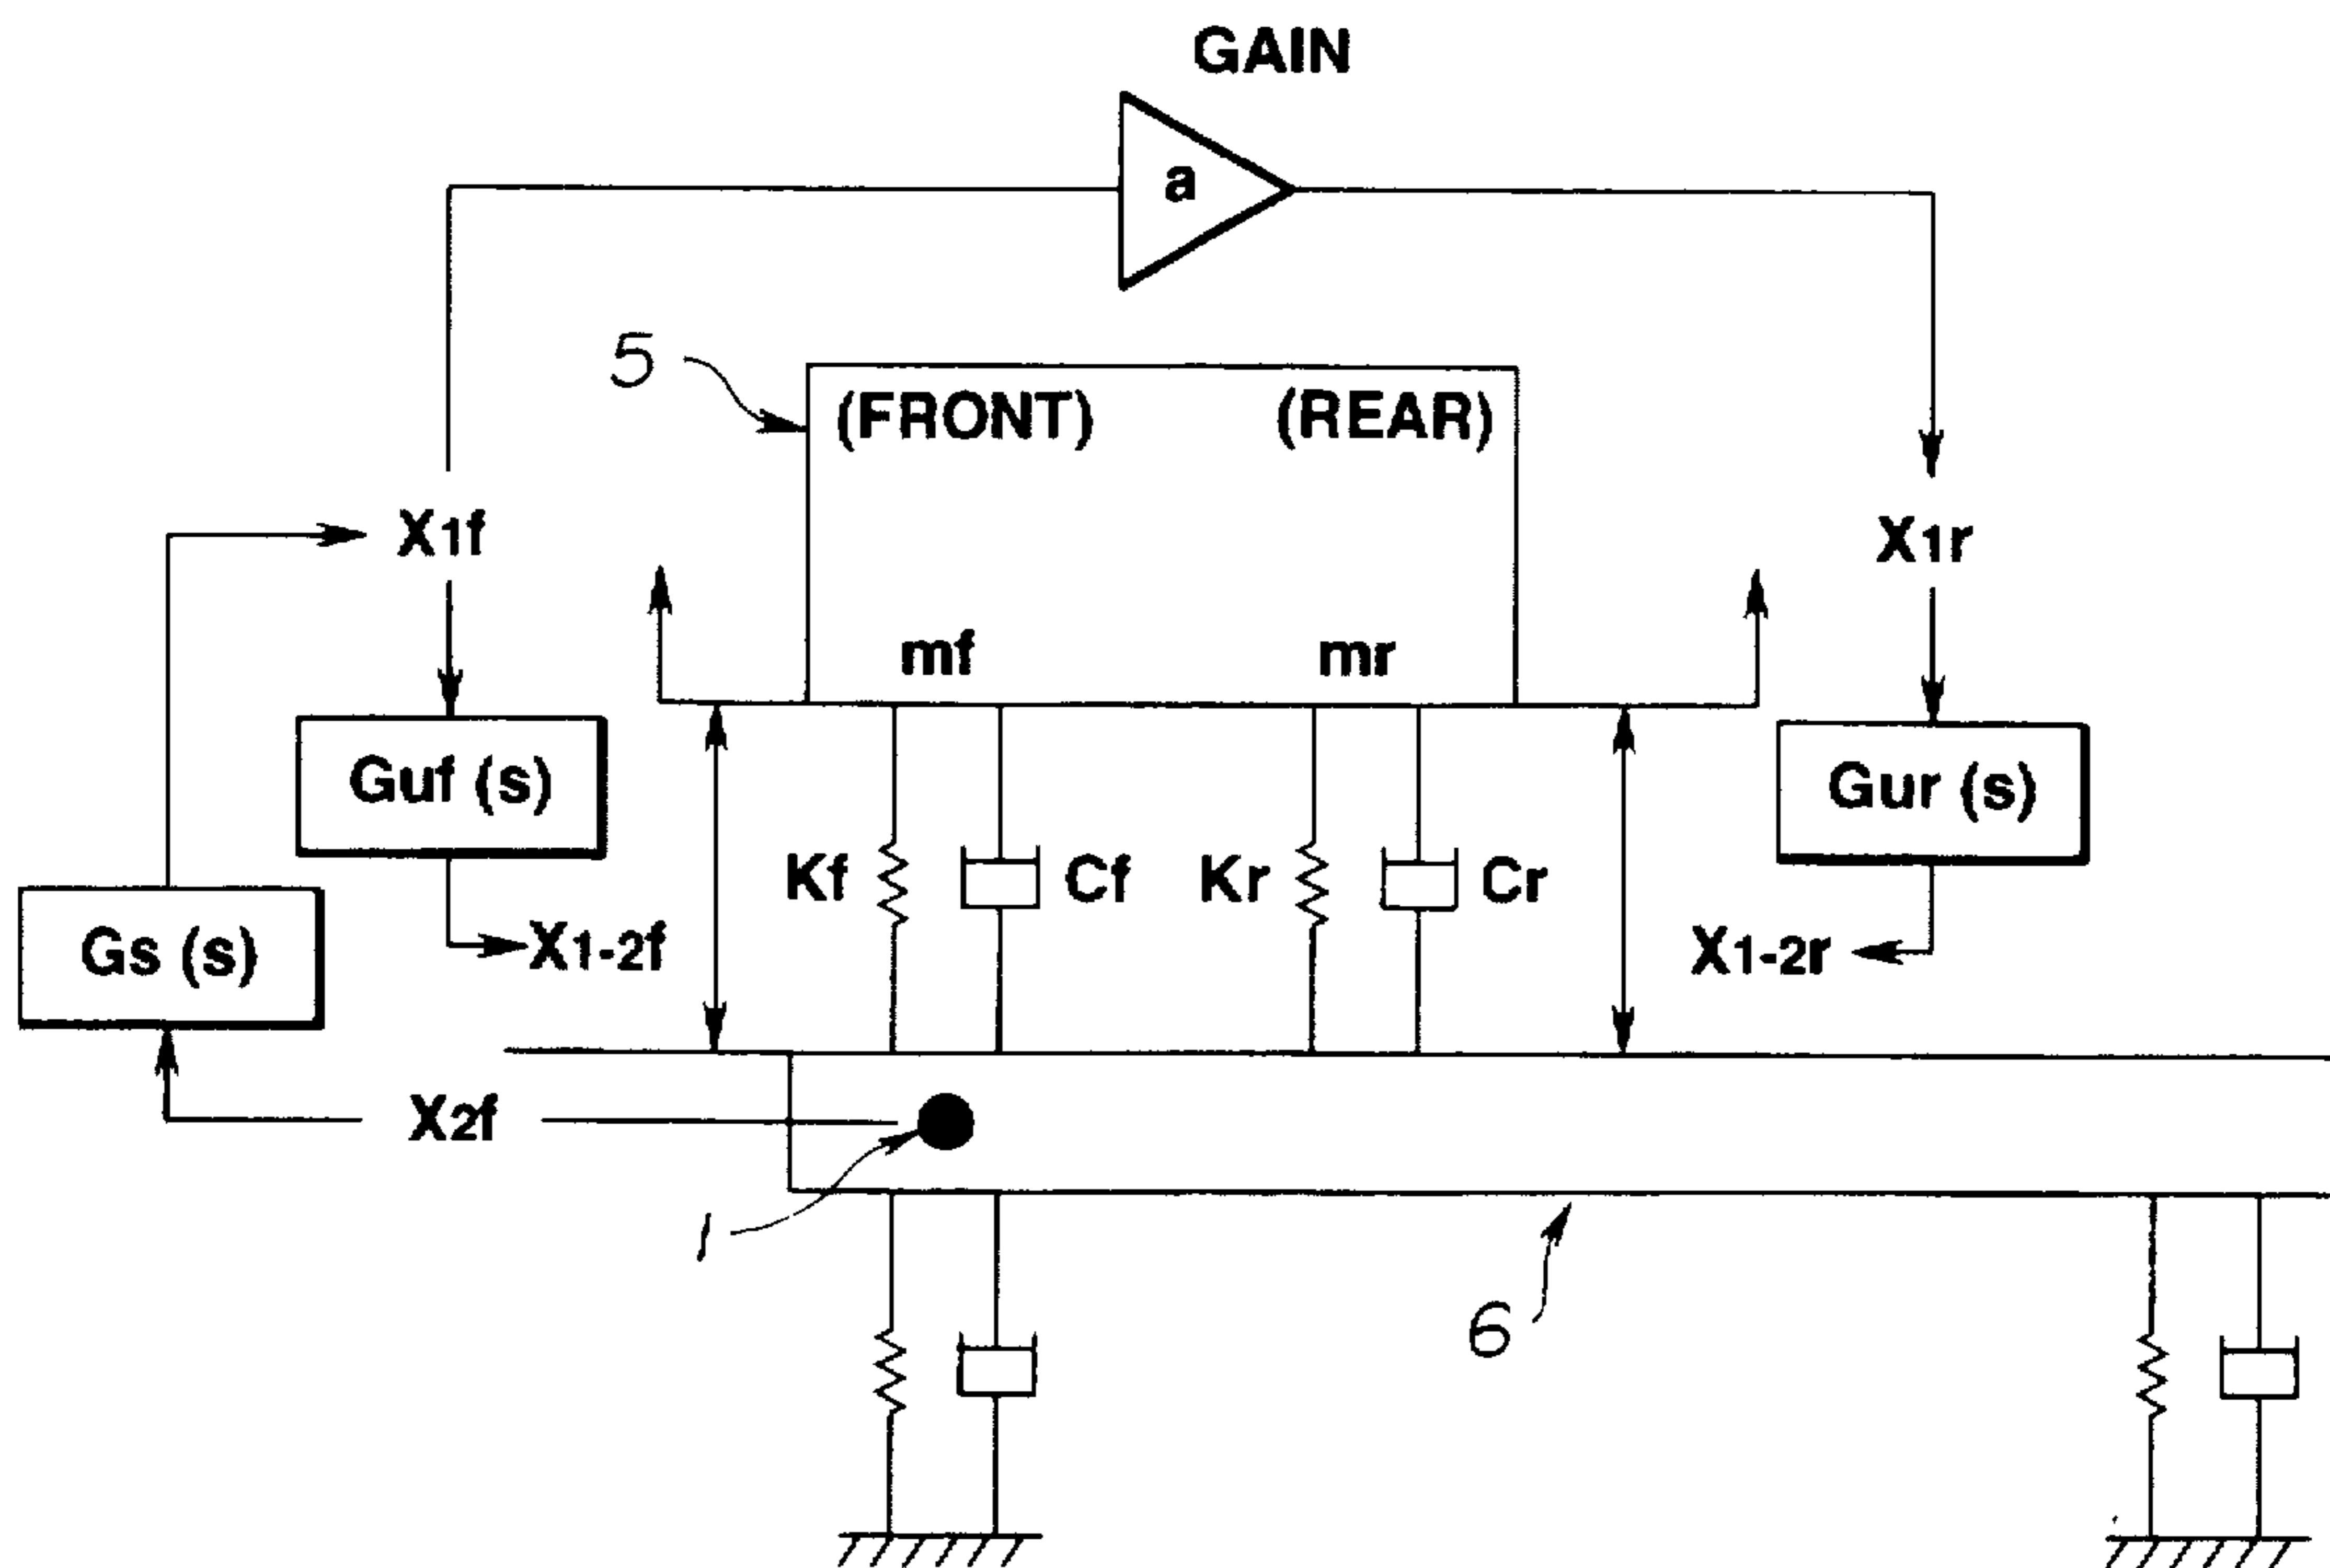 GAIN
a
5
(FRONT) (REAR)
X1f
X1r
mf mr
Guf (s)
Gur (s)
Kf Cf Kr Cr
Gs (s)
X1-2f
X1-2r
X2f
1
6